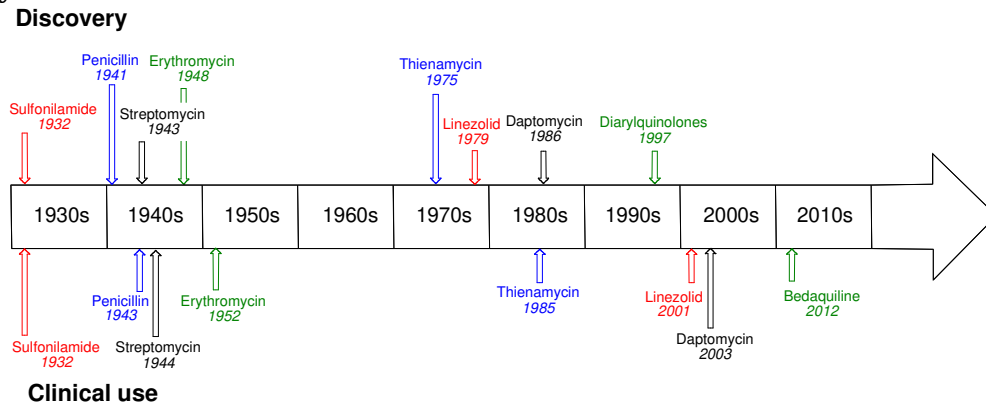 Discovery
Penicillin
1941
Erythromycin
1948
Thienamycin
1975
Sulfonilamide
1932
Streptomycin
1943
Linezolid
1979
Daptomycin
1986
Diarylquinolones
1997
1930s
1940s
1950s
1960s
1970s
1980s
1990s
2000s
2010s
Penicillin
1943
Erythromycin
1952
Thienamycin
1985
Linezolid
2001
Bedaquiline
2012
Sulfonilamide
1932
Streptomycin
1944
Daptomycin
2003
Clinical use